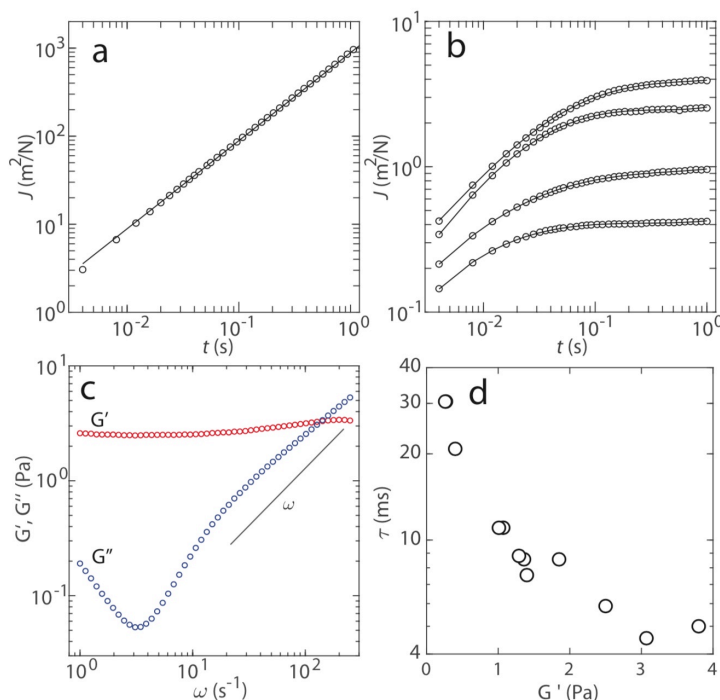 a
10³
10²
10¹
10⁰
J (m²/N)
10⁻²
10⁻¹
10⁰
t (s)
b
10¹
10⁰
10⁻¹
J (m²/N)
10⁻²
10⁻¹
10⁰
t (s)
c
10¹
10⁰
10⁻¹
G', G" (Pa)
G'
G"
ω
10⁰
10¹
10²
ω (s⁻¹)
d
40
30
20
10
4
τ (ms)
0
1
2
3
4
G ' (Pa)